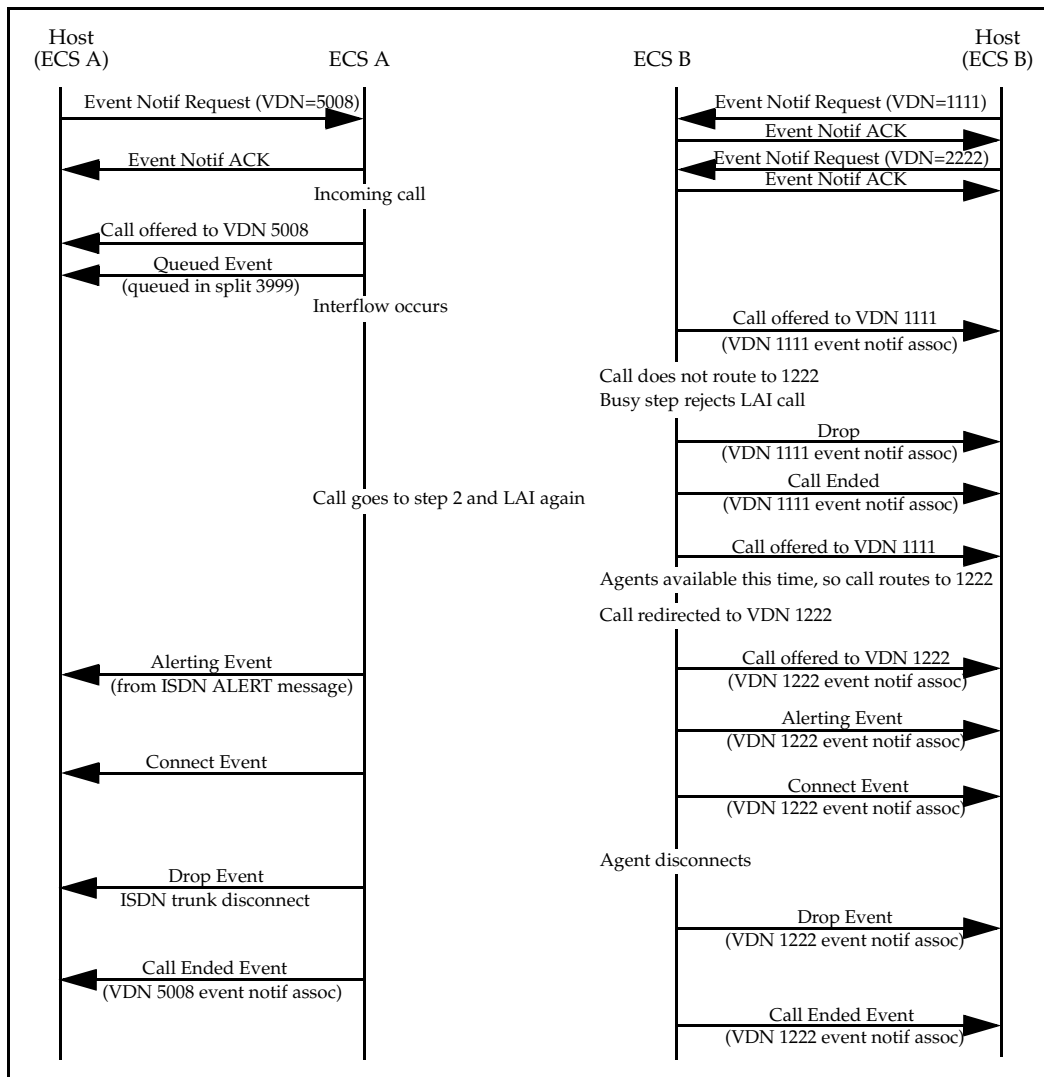 Host
(ECS A)
ECS A
ECS B
Host
(ECS B)
Event Notif Request (VDN=5008)
Event Notif Request (VDN=1111)
Event Notif ACK
Event Notif ACK
Event Notif Request (VDN=2222)
Event Notif ACK
Incoming call
Call offered to VDN 5008
Queued Event
(queued in split 3999)
Interflow occurs
Call offered to VDN 1111
(VDN 1111 event notif assoc)
Call does not route to 1222
Busy step rejects LAI call
Drop
(VDN 1111 event notif assoc)
Call Ended
(VDN 1111 event notif assoc)
Call goes to step 2 and LAI again
Call offered to VDN 1111
Agents available this time, so call routes to 1222
Call redirected to VDN 1222
Alerting Event
(from ISDN ALERT message)
Call offered to VDN 1222
(VDN 1222 event notif assoc)
Alerting Event
(VDN 1222 event notif assoc)
Connect Event
Connect Event
(VDN 1222 event notif assoc)
Agent disconnects
Drop Event
ISDN trunk disconnect
Drop Event
(VDN 1222 event notif assoc)
Call Ended Event
(VDN 5008 event notif assoc)
Call Ended Event
(VDN 1222 event notif assoc)